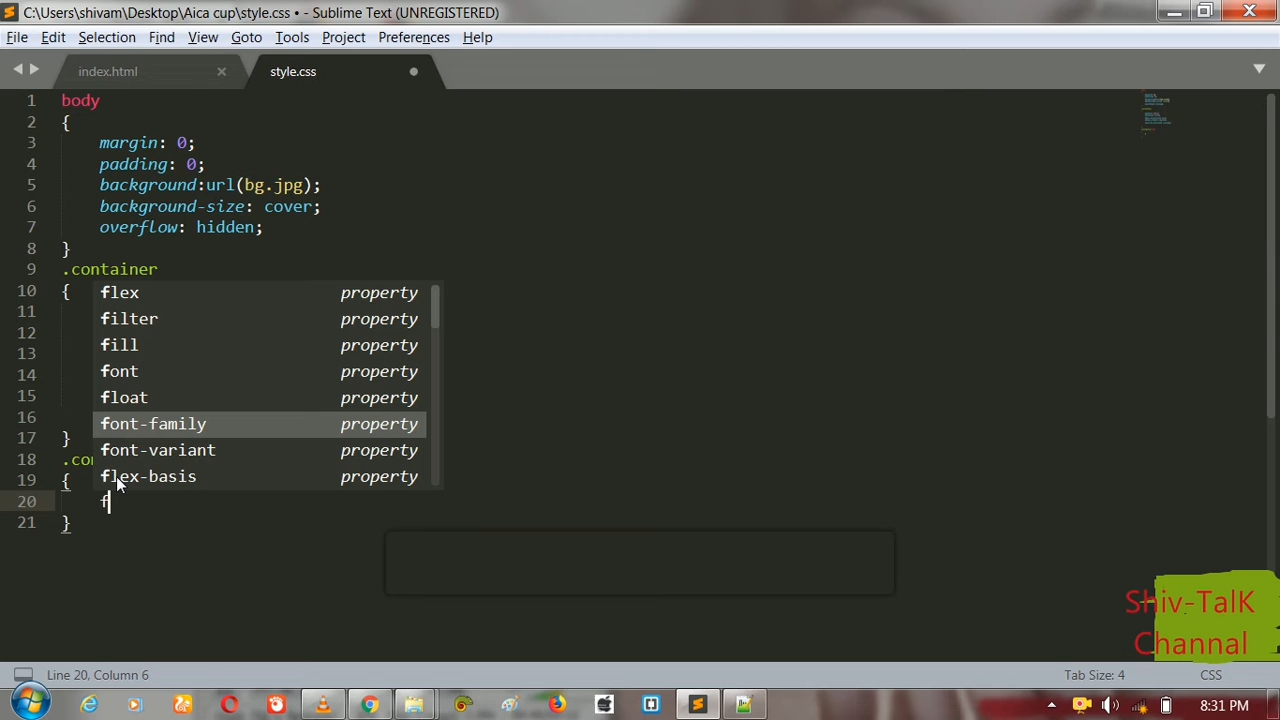 C:\Users\shivam\Desktop\Aica cup\style.css • - Sublime Text (UNREGISTERED)
File Edit Selection Find View Goto Tools Project Preferences Help
index.html style.css
1 body
2 {
3 margin: 0;
4 padding: 0;
5 background:url(bg.jpg);
6 background-size: cover;
7 overflow: hidden;
8 }
9 .container
10 {
flex property
11
filter property
12
fill property
13
font property
14
float property
15
font-family property
16
17 }
font-variant property
18 .con
flex-basis property
19 {
20 f
21 }
Shiv-TalK
Channal
Line 20, Column 6 Tab Size: 4 CSS
8:31 PM